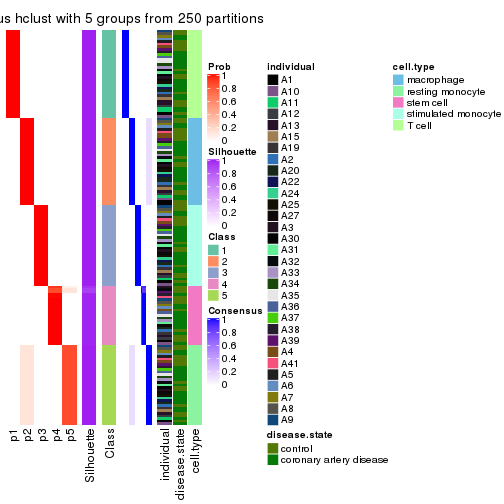 us hclust with 5 groups from 250 partitions
Prob
1
0.8
0.6
0.4
0.2
0
Silhouette
1
0.8
0.6
0.4
0.2
0
Class
1
2
3
4
5
Consensus
1
0.8
0.6
0.4
0.2
0
individual
A1
A10
A11
A12
A13
A15
A19
A2
A20
A22
A24
A25
A27
A3
A30
A31
A32
A33
A34
A35
A36
A37
A38
A39
A4
A41
A5
A6
A7
A8
A9
disease.state
control
coronary artery disease
cell.type
macrophage
resting monocyte
stem cell
stimulated monocyte
T cell
p1
p2
p3
p4
p5
Silhouette
Class
individual
disease.state
cell.type